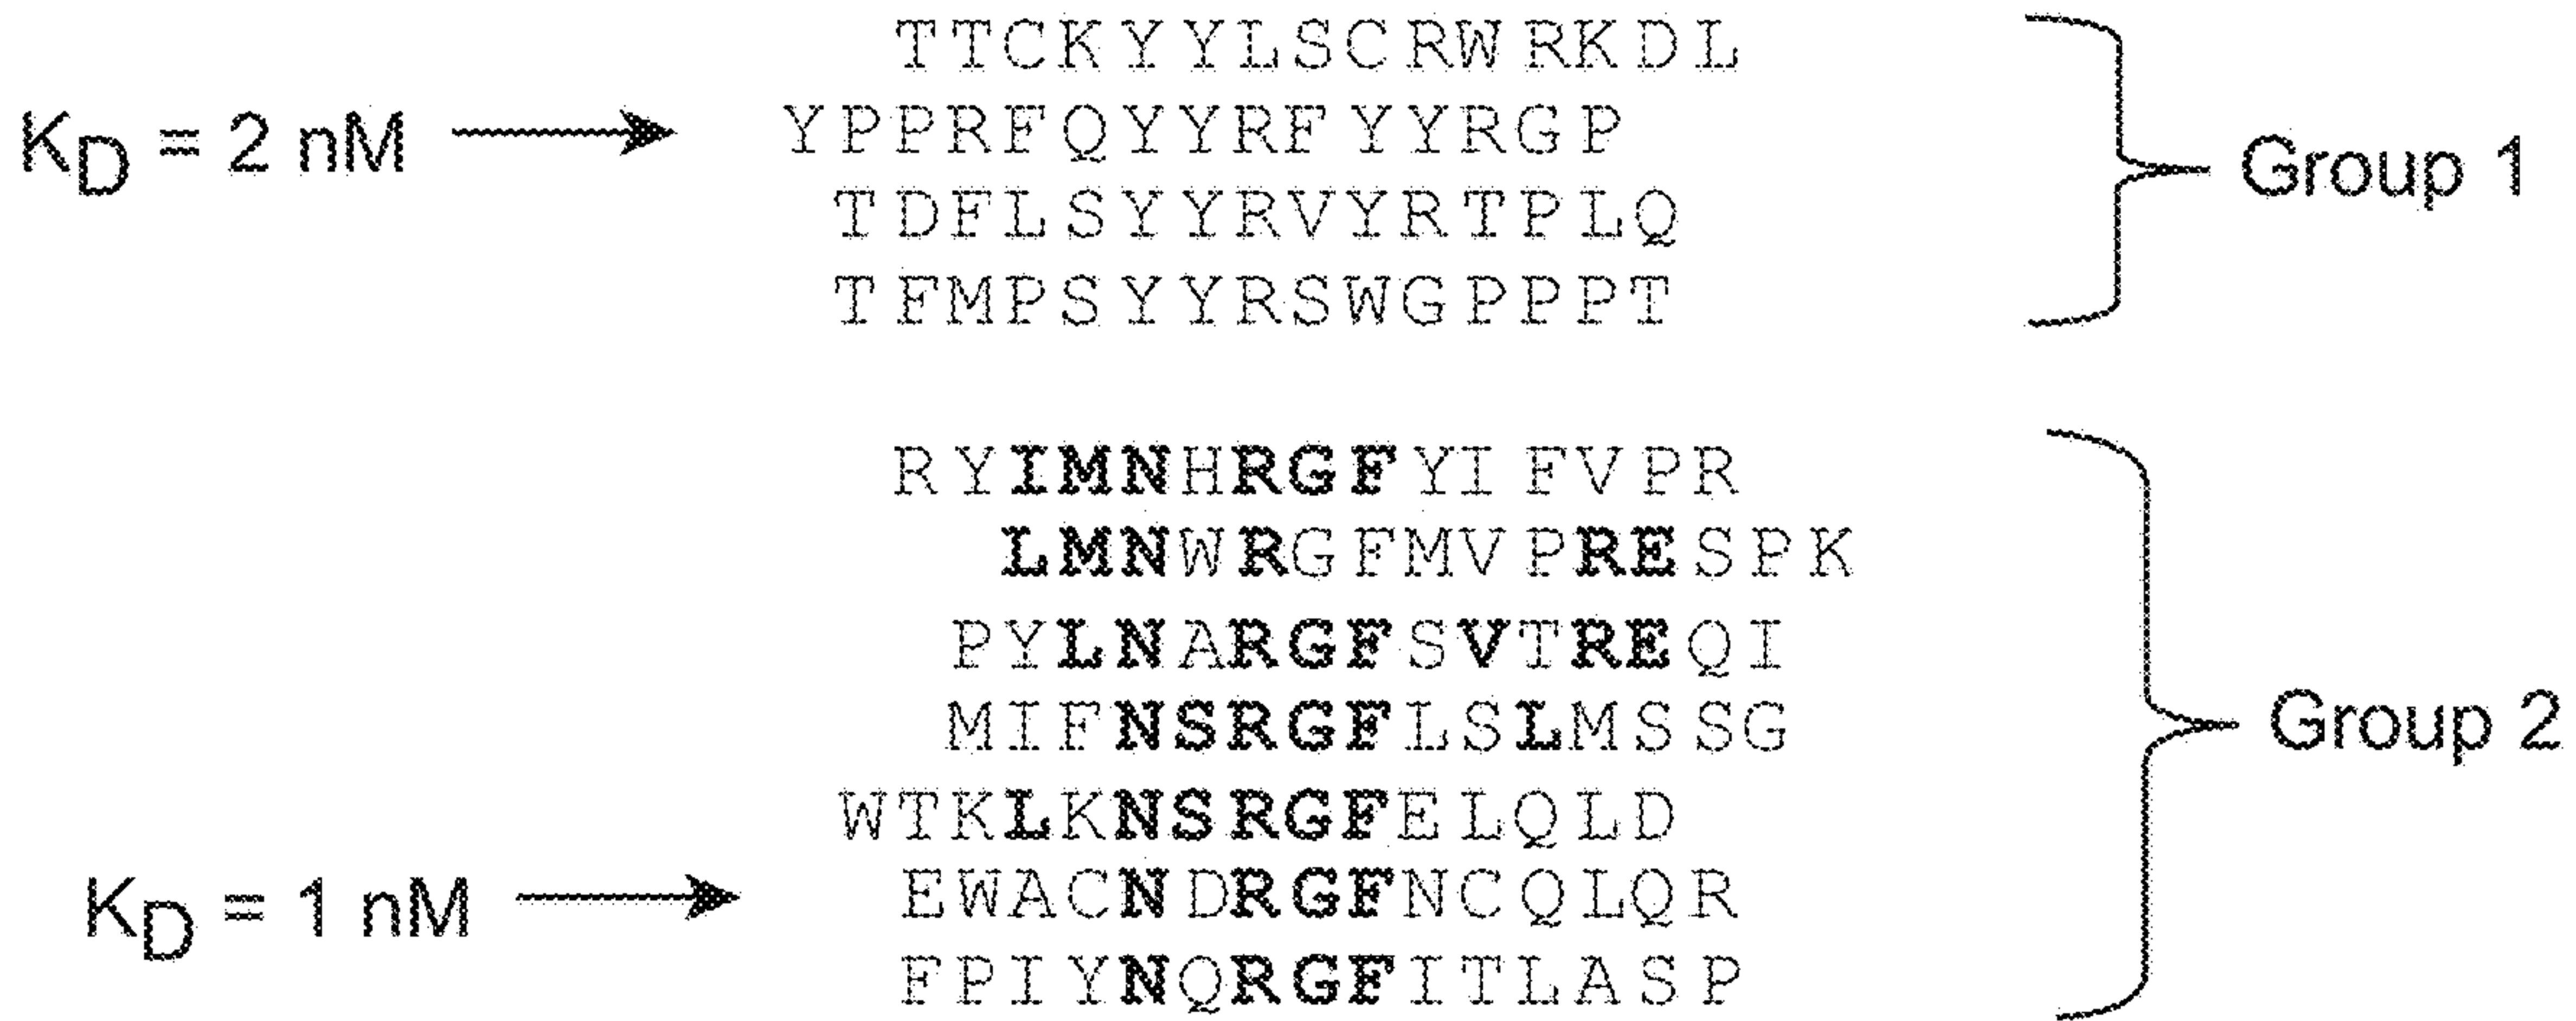 TTCKYYLSCRWRKDL
K_D = 2 nM YPPRFQYYRFYYRGP
Group 1
TDFLSYYRVYRTPLQ
TFMPSYYRSWGPPPT
RYIMNHRGFYIFVPR
LMNWRGFMVPRESPK
PYLNARGFSVTREQI
MIFNSRGFLSLMSSG
Group 2
WTKLKNSRGFELQLD
K_D = 1 nM EWACNDRGFNCQLQR
FPIYNQRGFITLASP